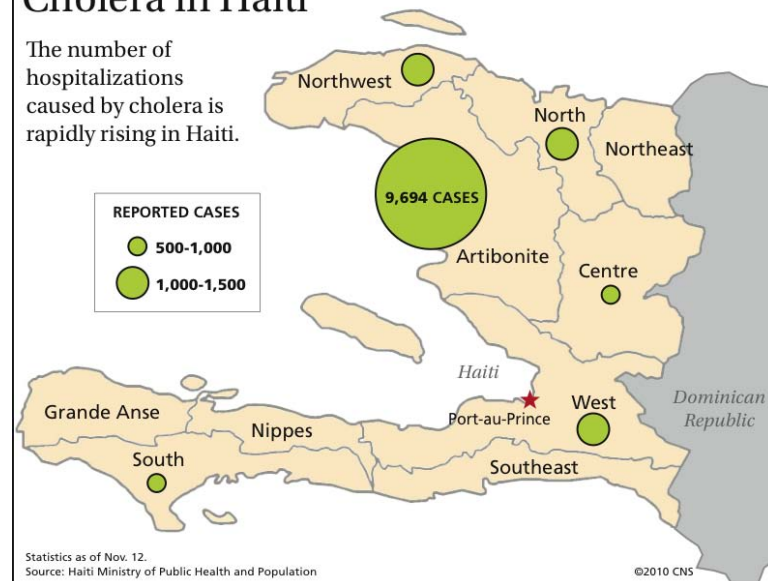 Cholera in Haiti
The number of
hospitalizations
caused by cholera is
rapidly rising in Haiti.
Northwest
North
Northeast
9,694 CASES
REPORTED CASES
500-1,000
1,000-1,500
Artibonite
Centre
Haiti
Grande Anse
Nippes
Port-au-Prince
West
Dominican
Republic
South
Southeast
Statistics as of Nov. 12.
Source: Haiti Ministry of Public Health and Population
©2010 CNS